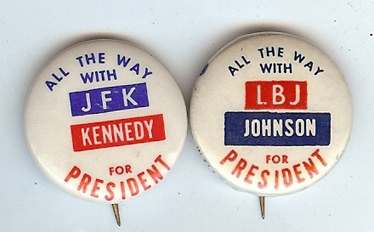 ALL THE WAY
WITH
JFK
KENNEDY
FOR
PRESIDENT
ALL THE WAY
WITH
LBJ
JOHNSON
FOR
PRESIDENT